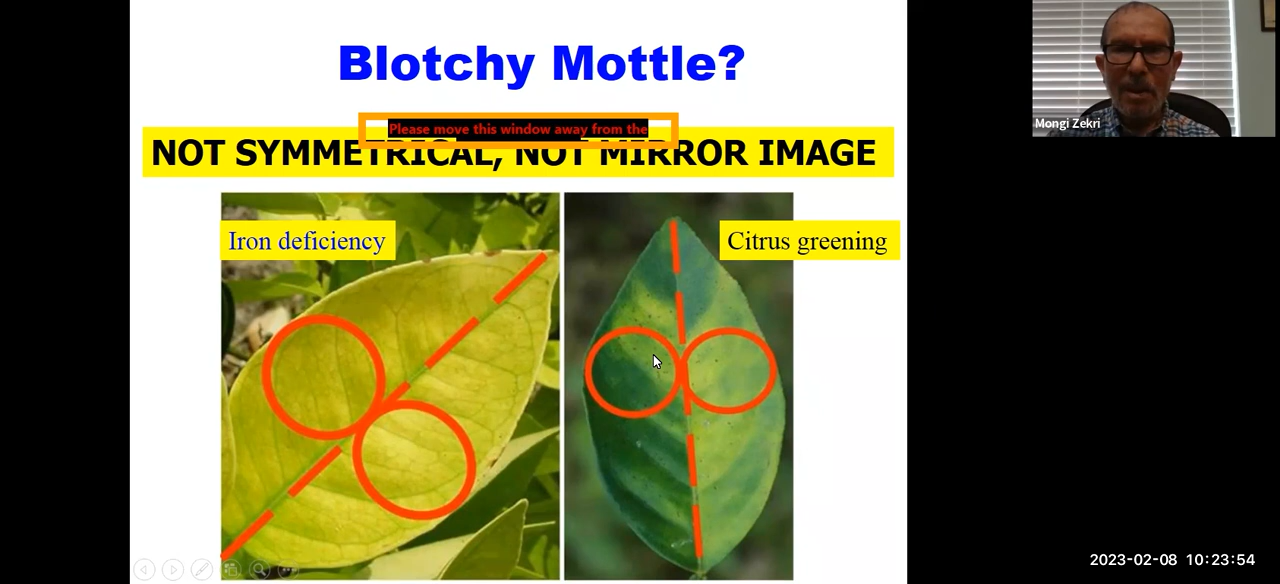 Blotchy Mottle?
Please move this window away from the
NOT SYMMETRICAL, NOT MIRROR IMAGE
Iron deficiency
Citrus greening
Mongi Zekri
2023-02-08 10:23:54